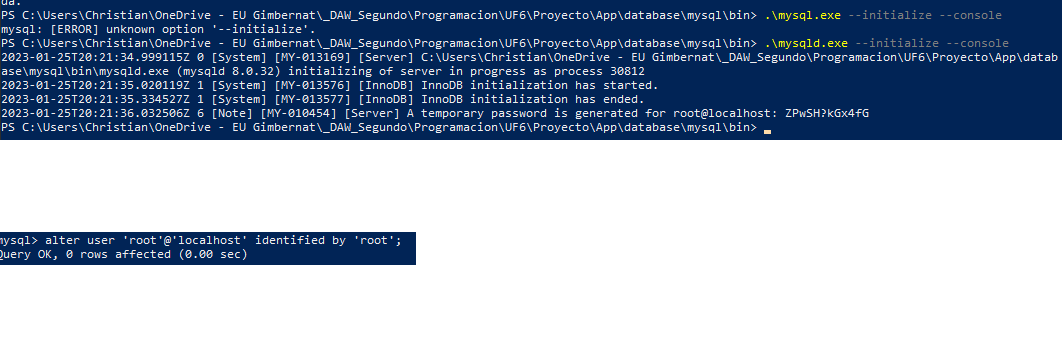 ua.
PS C:\Users\Christian\OneDrive - EU Gimbernat\_DAW_Segundo\Programacion\UF6\Proyecto\App\database\mysql\bin> .\mysql.exe --initialize --console
mysql: [ERROR] unknown option '--initialize'.
PS C:\Users\Christian\OneDrive - EU Gimbernat\_DAW_Segundo\Programacion\UF6\Proyecto\App\database\mysql\bin> .\mysqld.exe --initialize --console
2023-01-25T20:21:34.999115Z 0 [System] [MY-013169] [Server] C:\Users\Christian\OneDrive - EU Gimbernat\_DAW_Segundo\Programacion\UF6\Proyecto\App\datab
ase\mysql\bin\mysqld.exe (mysqld 8.0.32) initializing of server in progress as process 30812
2023-01-25T20:21:35.020119Z 1 [System] [MY-013576] [InnoDB] InnoDB initialization has started.
2023-01-25T20:21:35.334527Z 1 [System] [MY-013577] [InnoDB] InnoDB initialization has ended.
2023-01-25T20:21:36.032506Z 6 [Note] [MY-010454] [Server] A temporary password is generated for root@localhost: ZPwSH?kGx4fG
PS C:\Users\Christian\OneDrive - EU Gimbernat\_DAW_Segundo\Programacion\UF6\Proyecto\App\database\mysql\bin>
mysql> alter user 'root'@'localhost' identified by 'root';
Query OK, 0 rows affected (0.00 sec)